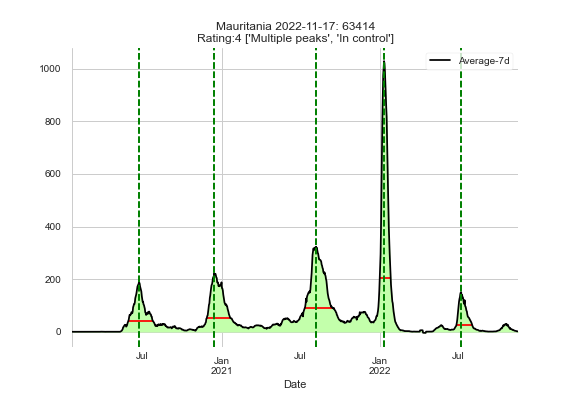 Mauritania 2022-11-17: 63414
Rating:4 ['Multiple peaks', 'In control']
Average-7d
1000
800
600
400
200
0
Jul
Jan
2021
Jul
Jan
2022
Jul
Date